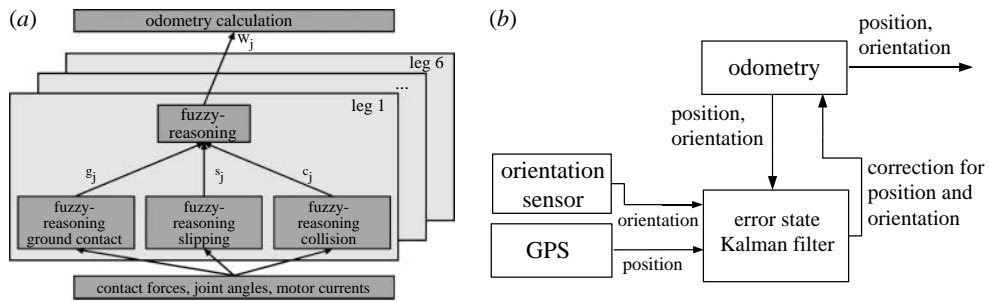 (a)
odometry calculation
W_j
leg 6
...
leg 1
fuzzy-
reasoning
g_j
s_j
c_j
fuzzy-
reasoning
ground contact
fuzzy-
reasoning
slipping
fuzzy-
reasoning
collision
contact forces, joint angles, motor currents
(b)
position,
orientation
odometry
position,
orientation
orientation
sensor
orientation
GPS
position
error state
Kalman filter
correction for
position and
orientation